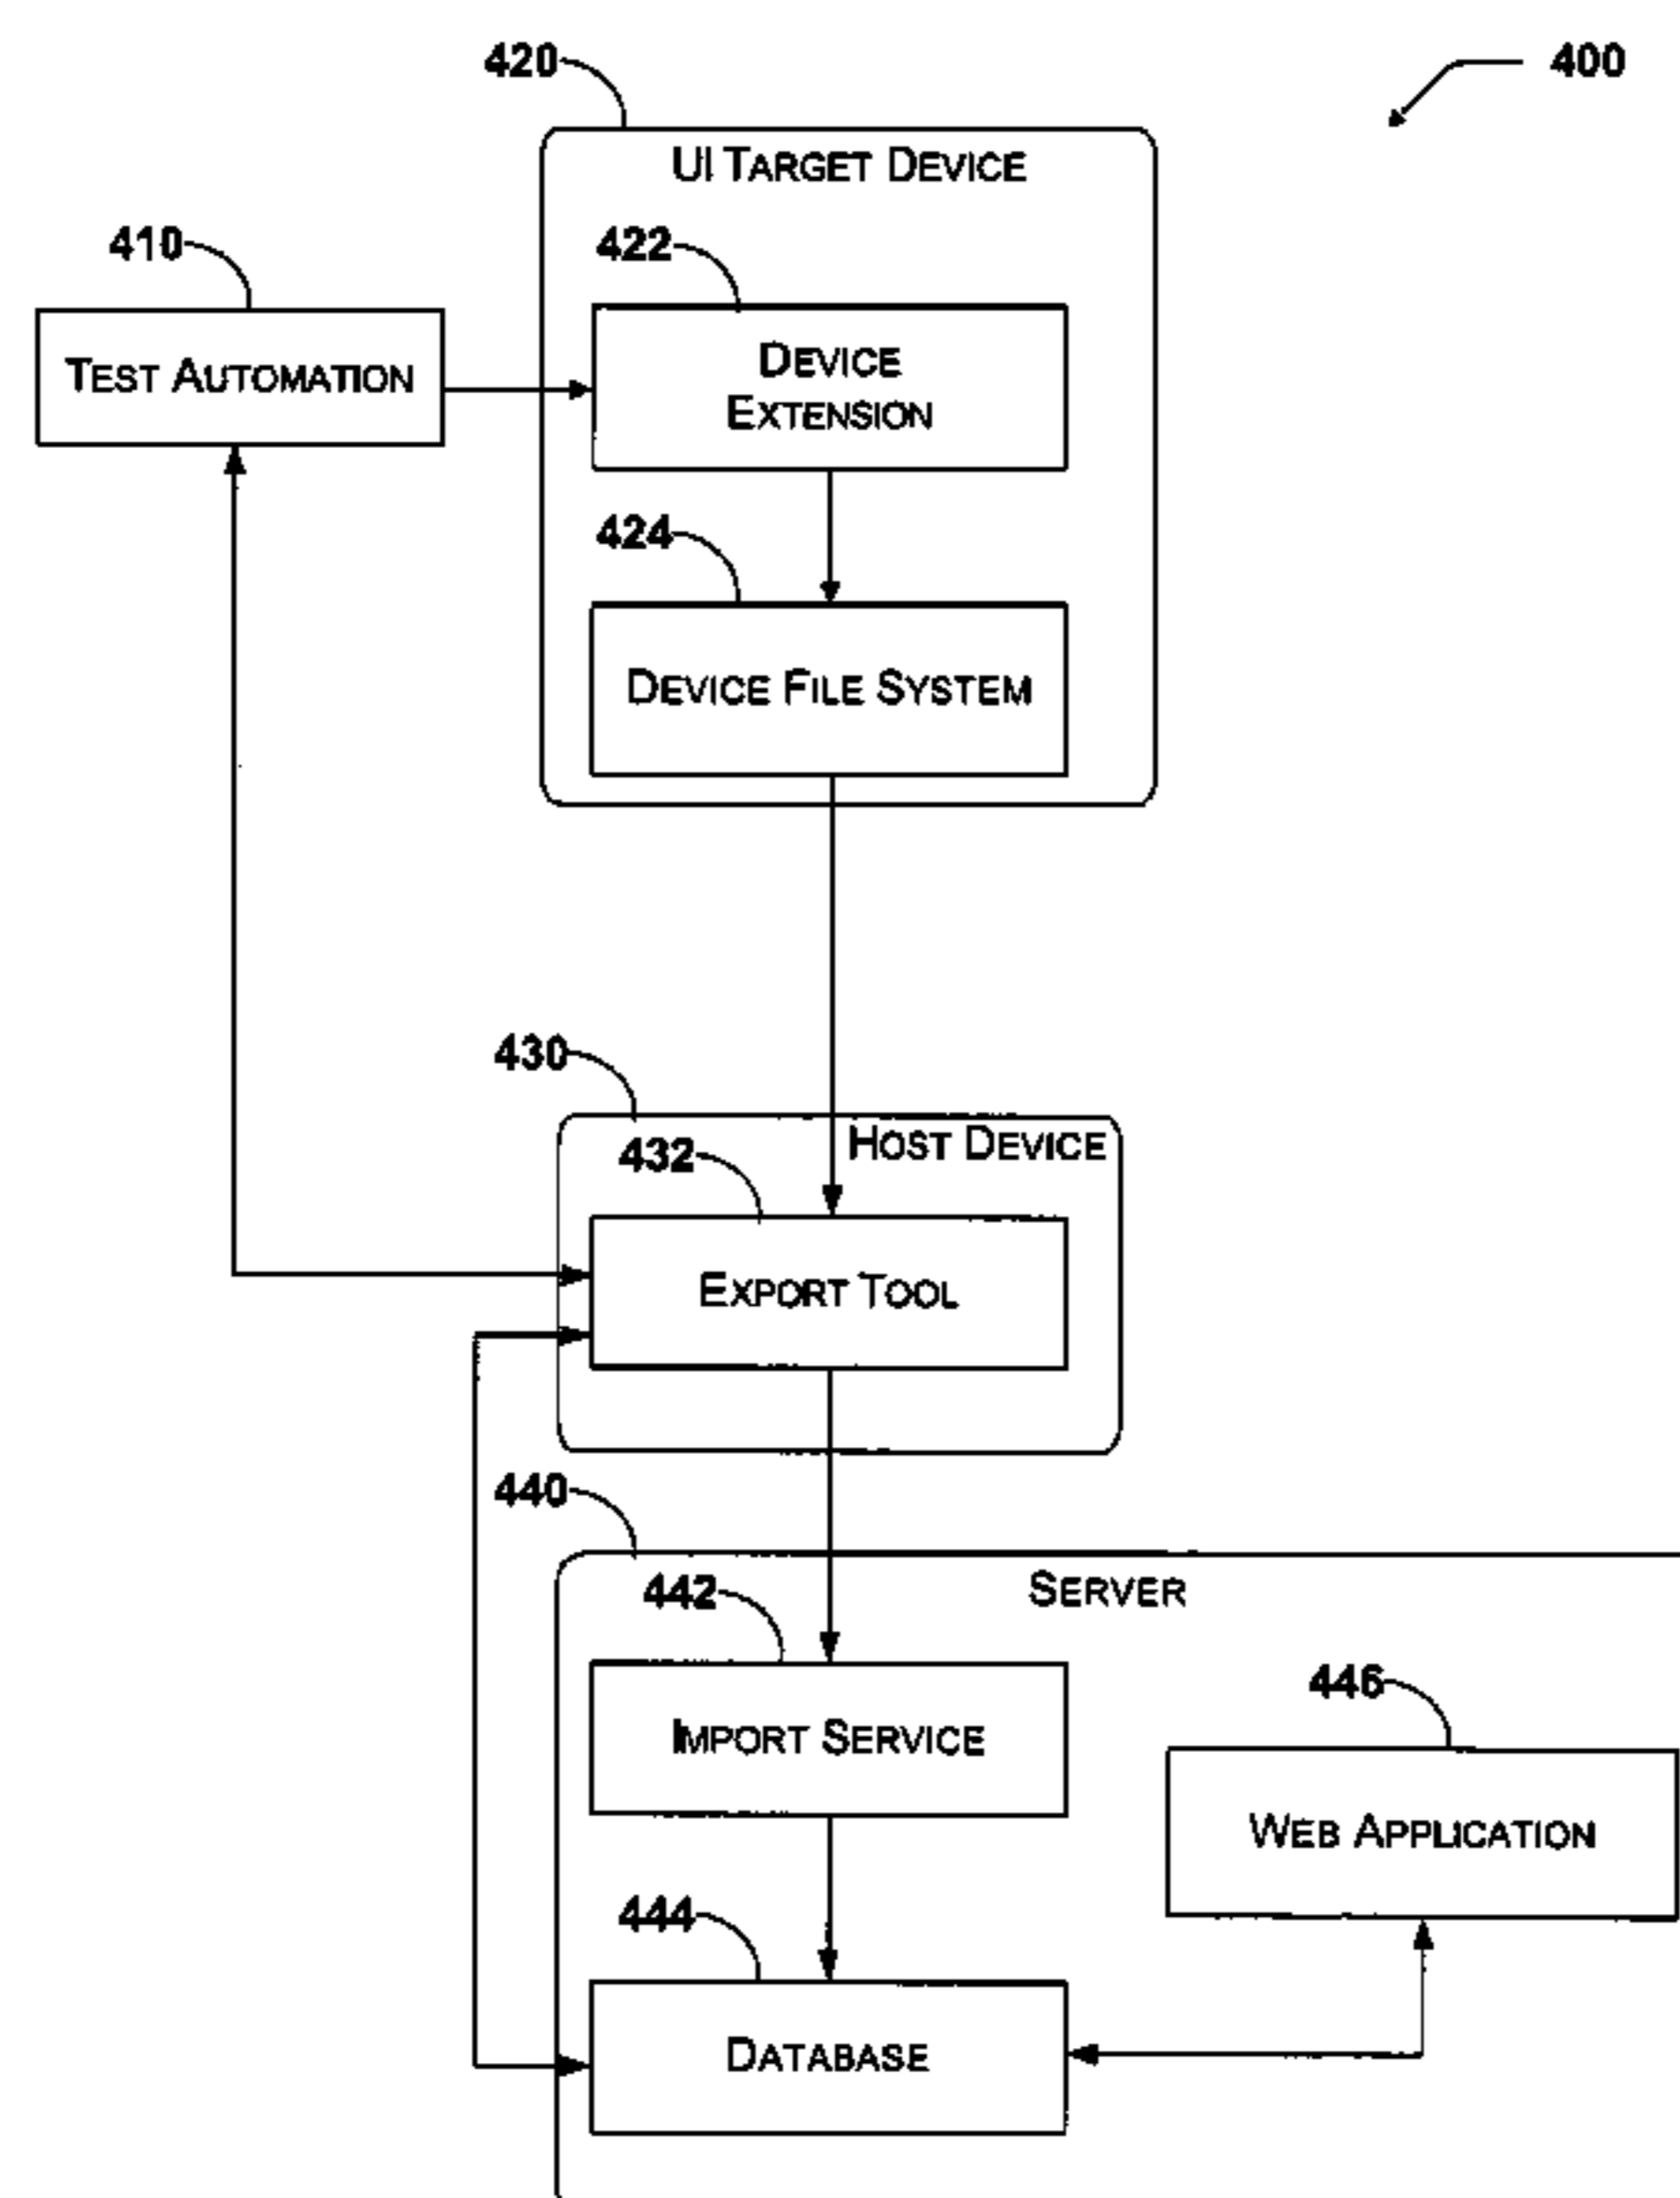 420
400
UI TARGET DEVICE
410
422
TEST AUTOMATION
DEVICE
EXTENSION
424
DEVICE FILE SYSTEM
430
HOST DEVICE
432
EXPORT TOOL
440
SERVER
442
446
IMPORT SERVICE
WEB APPLICATION
444
DATABASE